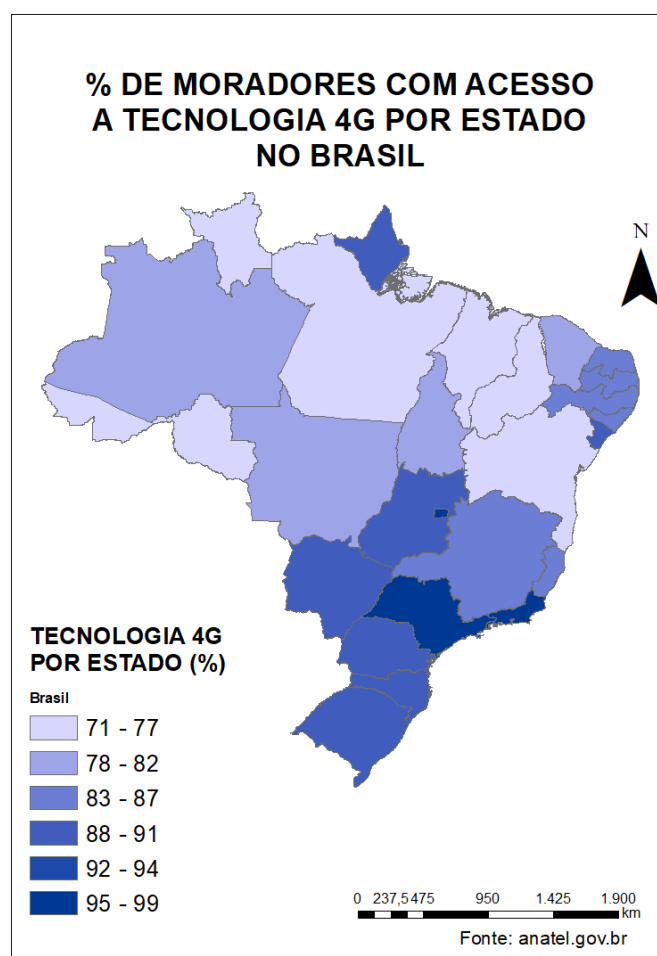 % DE MORADORES COM ACESSO
A TECNOLOGIA 4G POR ESTADO
NO BRASIL
N
TECNOLOGIA 4G
POR ESTADO (%)
Brasil
71 - 77
78 - 82
83 - 87
88 - 91
92 - 94
95 - 99
0 237,5475 950 1.425 1.900
km
Fonte: anatel.gov.br